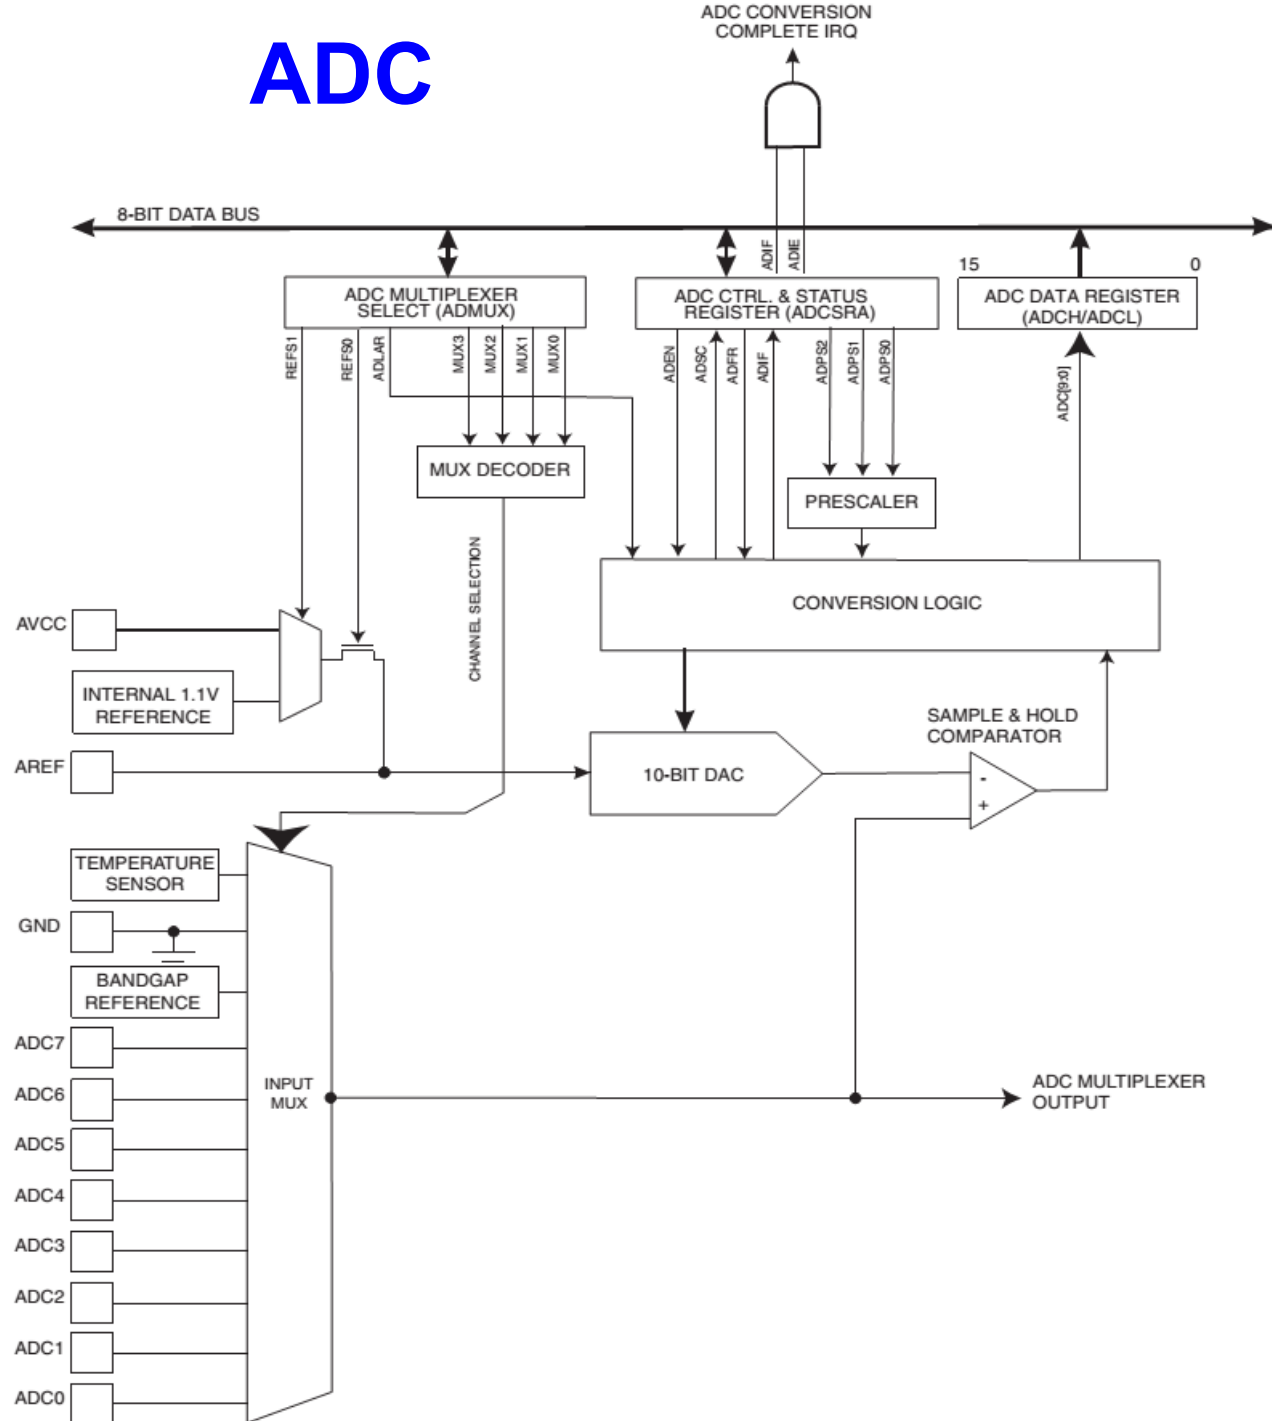 ADC
ADC CONVERSION
COMPLETE IRQ
8-BIT DATA BUS
ADIF
ADIE
15
0
ADC MULTIPLEXER
SELECT (ADMUX)
ADC CTRL. & STATUS
REGISTER (ADCSRA)
ADC DATA REGISTER
(ADCH/ADCL)
REFS1
REFS0
ADLAR
MUX3
MUX2
MUX1
MUX0
ADEN
ADSC
ADFR
ADIF
ADPS2
ADPS1
ADPS0
ADC[9:0]
MUX DECODER
PRESCALER
CHANNEL SELECTION
CONVERSION LOGIC
AVCC
INTERNAL 1.1V
REFERENCE
SAMPLE & HOLD
COMPARATOR
AREF
10-BIT DAC
-
+
TEMPERATURE
SENSOR
GND
BANDGAP
REFERENCE
ADC7
ADC6
ADC5
ADC4
ADC3
ADC2
ADC1
ADC0
INPUT
MUX
ADC MULTIPLEXER
OUTPUT